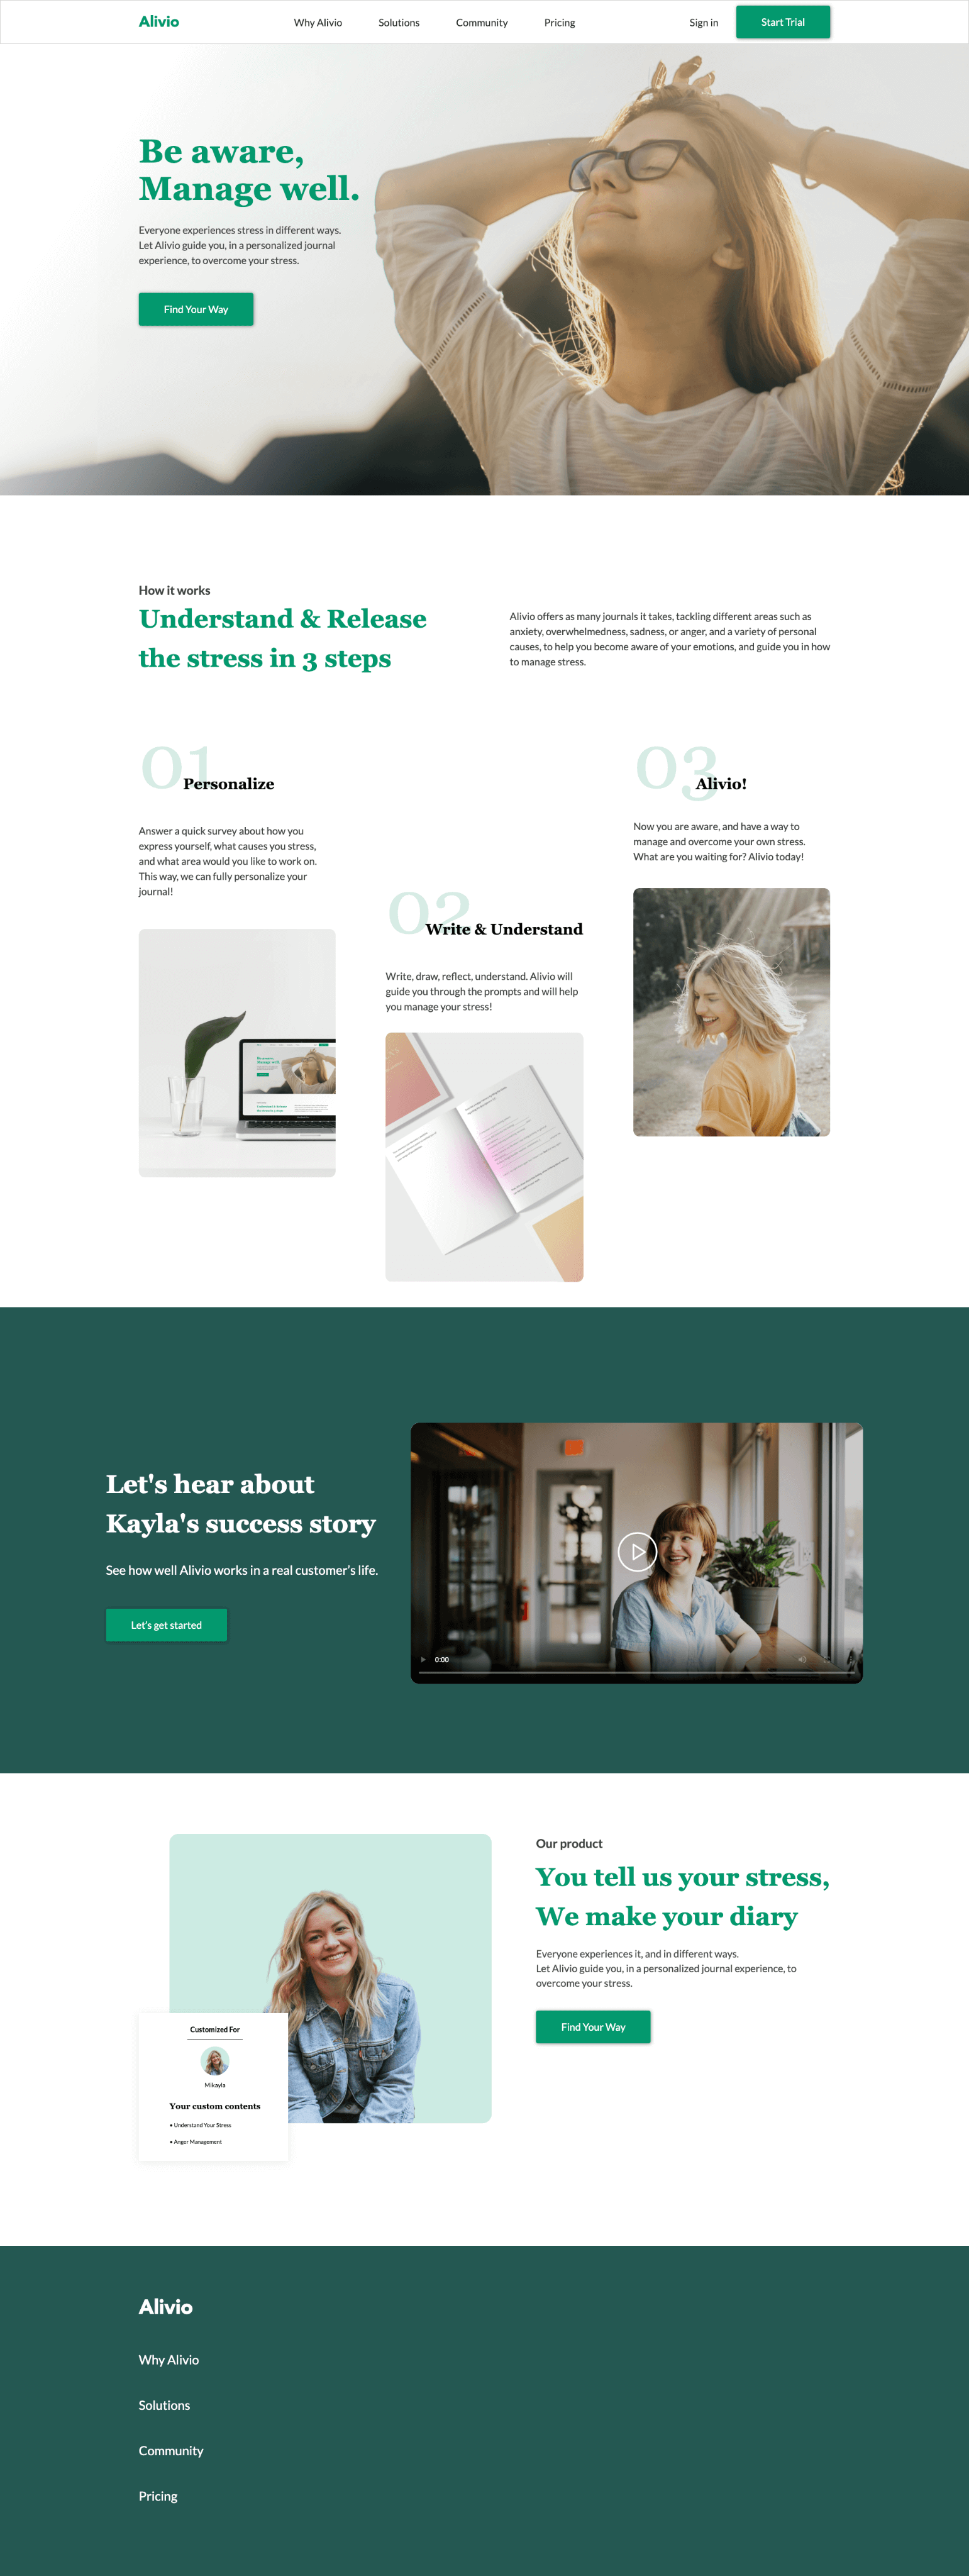 Alivio
Why Alivio
Solutions
Community
Pricing
Sign in
Start Trial
Be aware,
Manage well.
Everyone experiences stress in different ways.
Let Alivio guide you, in a personalized journal
experience, to overcome your stress.
Find Your Way
How it works
Understand & Release
the stress in 3 steps
Alivio offers as many journals it takes, tackling different areas such as
anxiety, overwhelmedness, sadness, or anger, and a variety of personal
causes, to help you become aware of your emotions, and guide you in how
to manage stress.
01
Personalize
Answer a quick survey about how you
express yourself, what causes you stress,
and what area would you like to work on.
This way, we can fully personalize your
journal!
02
Write & Understand
Write, draw, reflect, understand. Alivio will
guide you through the prompts and will help
you manage your stress!
03
Alivio!
Now you are aware, and have a way to
manage and overcome your own stress.
What are you waiting for? Alivio today!
Be aware,
Manage well.
Let's hear about
Kayla's success story
See how well Alivio works in a real customer's life.
Let's get started
0:00
Customized For
Mikayla
Your custom contents
• Understand Your Stress
• Anger Management
Our product
You tell us your stress,
We make your diary
Everyone experiences it, and in different ways.
Let Alivio guide you, in a personalized journal experience, to
overcome your stress.
Find Your Way
Alivio
Why Alivio
Solutions
Community
Pricing